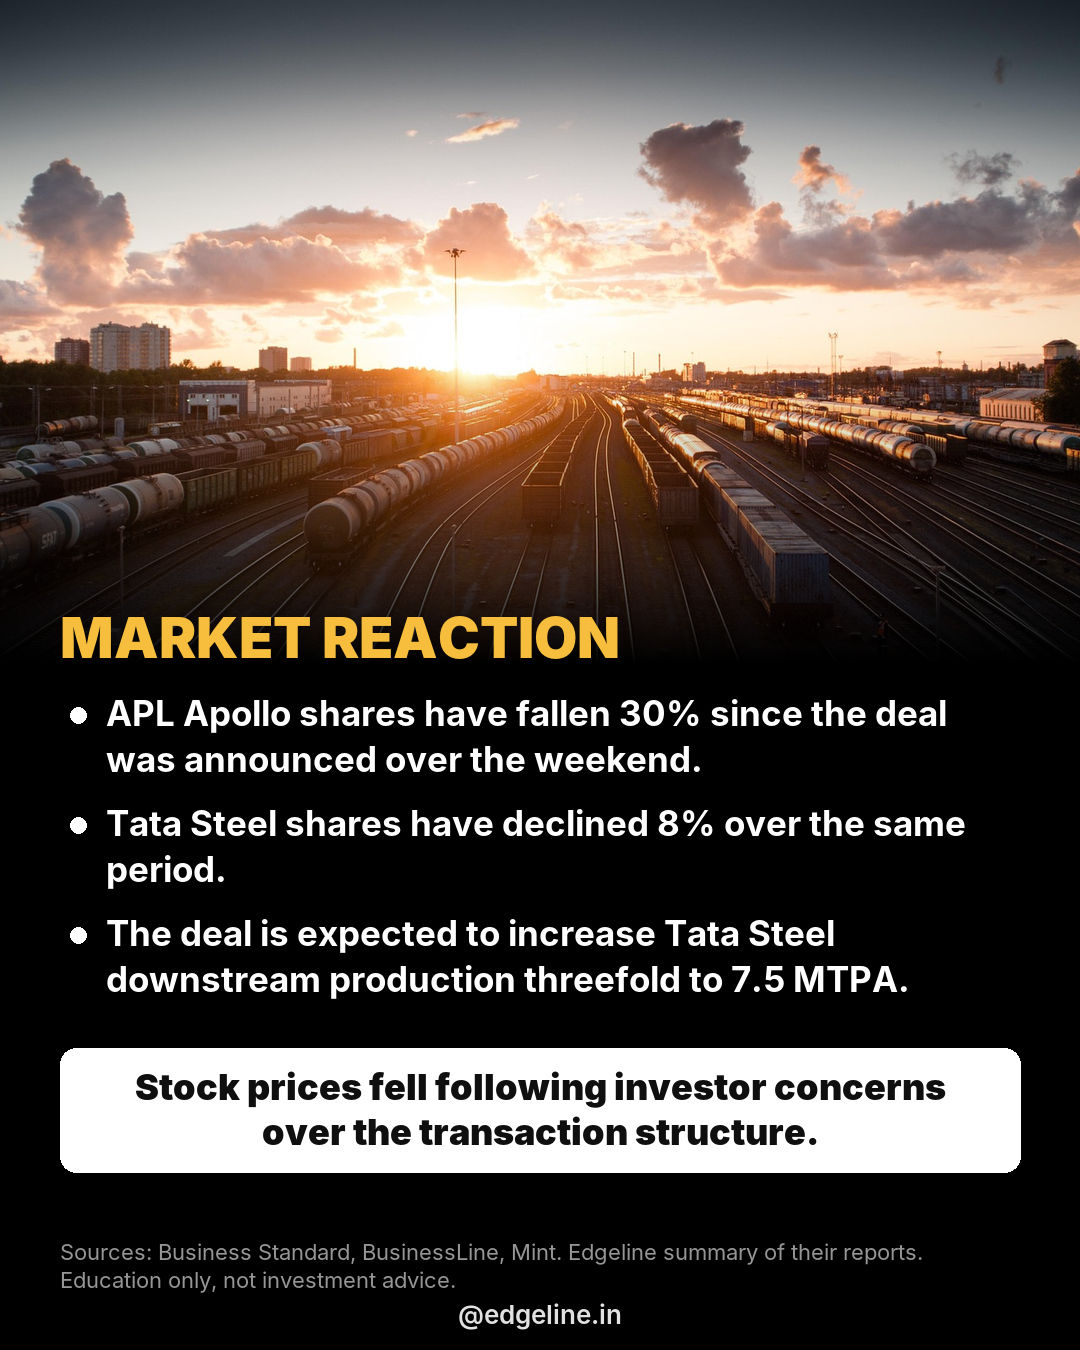 MARKET REACTION
APL Apollo shares have fallen 30% since the deal
was announced over the weekend.
Tata Steel shares have declined 8% over the same
period.
The deal is expected to increase Tata Steel
downstream production threefold to 7.5 MTPA.
Stock prices fell following investor concerns
over the transaction structure.
Sources: Business Standard, BusinessLine, Mint. Edgeline summary of their reports.
Education only, not investment advice.
@edgeline.in